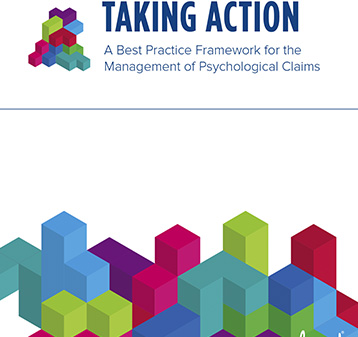 TAKING ACTION
A Best Practice Framework for the
Management of Psychological Claims